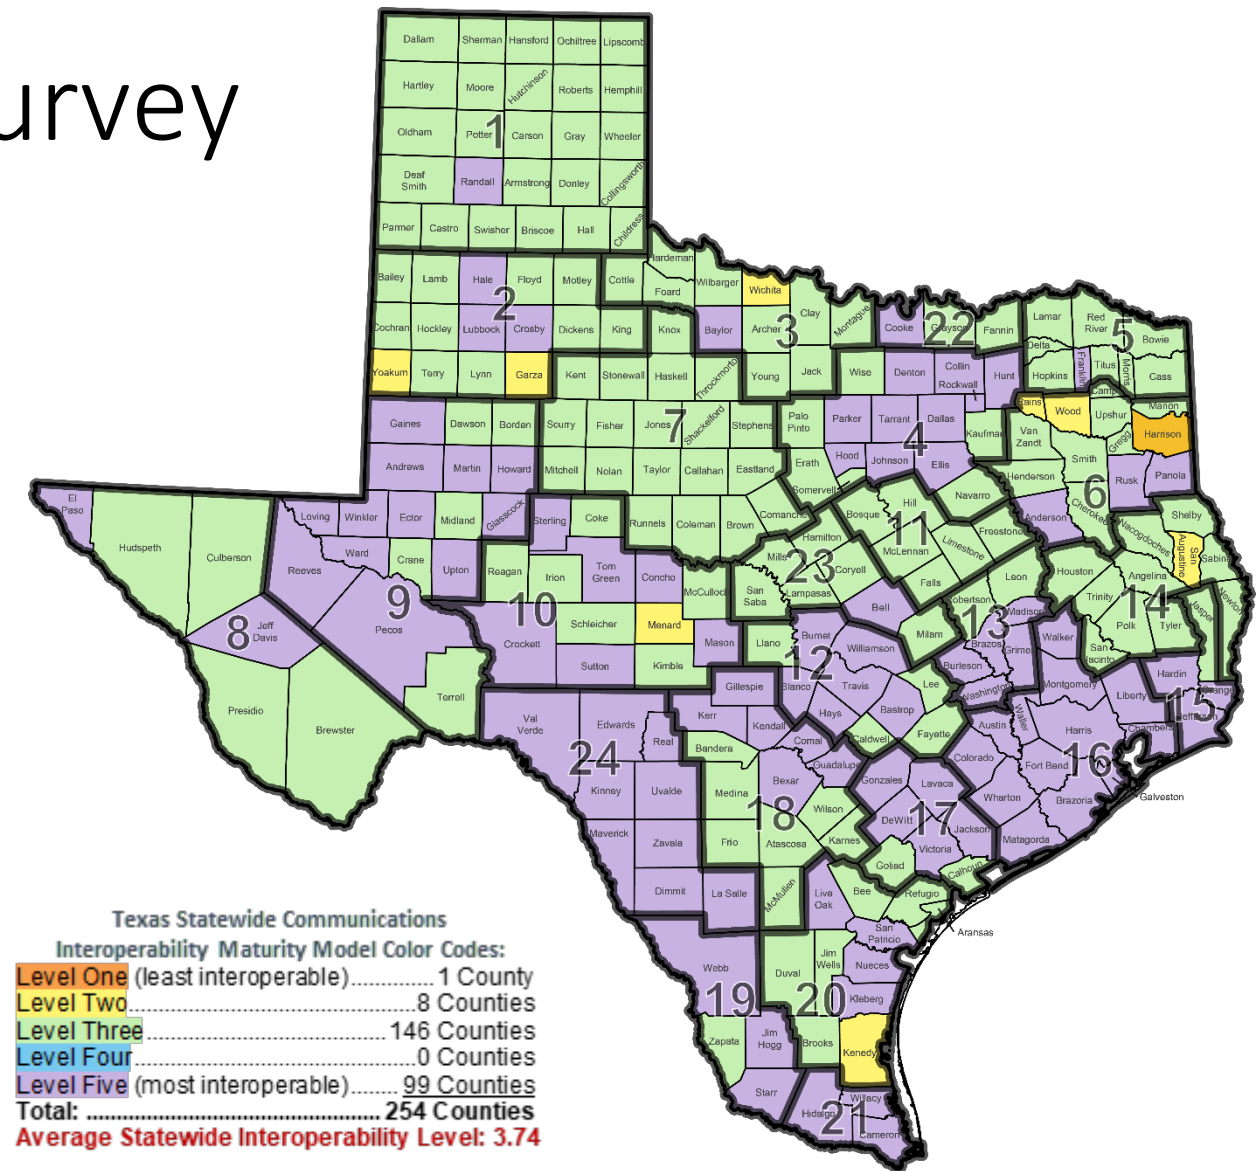 urvey
Dallam Sherman Hansford Ochiltree Lipscomb
Hartley Moore Hutchinson Roberts Hemphill
Oldham Potter 1 Carson Gray Wheeler
Deaf Smith Randall Armstrong Donley Collingsworth
Parmer Castro Swisher Briscoe Hall Childress
Bailey Lamb Hale Floyd Motley Cottle Hardeman Foard Wilbarger Wichita
Cochran Hockley Lubbock 2 Crosby Dickens King Knox Baylor Archer 3 Clay Montague Cooke Grayson 22 Fannin Lamar Red River 5 Bowie
Yoakum Terry Lynn Garza Kent Stonewall Haskell Throckmorto Young Jack Wise Denton Collin Rockwall Hunt Delta Hopkins Franklin Titus Morris Cass
Gaines Dawson Borden Scurry Fisher Jones 7 Shackelford Stephens Palo Pinto Parker Tarrant Dallas 4 Kaufman Rains Wood Camp Upshur Marion Harrison
Andrews Martin Howard Mitchell Nolan Taylor Callahan Eastland Erath Hood Johnson Ellis Van Zandt Smith Gregg Rusk Panola
El Paso Hudspeth Culberson Loving Winkler Ector Midland Glasscock Sterling Coke Runnels Coleman Brown Comanche Somervell Bosque Hill 11 Navarro Henderson 6 Anderson Cherokee Nacogdoches Shelby
Reeves Ward Crane Upton Reagan Irion Tom Green Concho McCulloch Mills Hamilton 23 Coryell McLennan Limestone Freestone Houston Angelina San Augustine Sabine
8 Jeff Davis 9 Pecos 10 Crockett Schleicher Menard Mason San Saba Lampasas Bell Falls Robertson Leon 13 Madison Walker Trinity 14 Polk Tyler Jasper Newton
Presidio Brewster Terrell Sutton Kimble Llano 12 Burnet Williamson Milam Brazos Grimes Burleson San Jacinto
Val Verde Edwards Real Gillespie Kerr Kendall Blanco Hays Travis Bastrop Lee Washington Montgomery Liberty Hardin Orange 15 Jefferson
24 Kinney Uvalde Bandera Medina Comal Guadalupe Caldwell Fayette Austin Waller Colorado Harris Chambers
Maverick Zavala Frio Bexar 18 Atascosa Wilson Karnes Gonzales Lavaca DeWitt 17 Jackson Victoria Wharton Fort Bend 16 Brazoria Galveston Matagorda
Dimmit La Salle McMullen Live Oak Bee Goliad Refugio Calhoun
Webb 19 Duval Jim Wells San Patricio Aransas Nueces
20 Kleberg
Zapata Jim Hogg Brooks Kenedy
Starr Hidalgo 21 Willacy Cameron
Texas Statewide Communications
Interoperability Maturity Model Color Codes:
Level One (least interoperable).............. 1 County
Level Two...........................................8 Counties
Level Three..................................... 146 Counties
Level Four..........................................0 Counties
Level Five (most interoperable)........ 99 Counties
Total: ................................................ 254 Counties
Average Statewide Interoperability Level: 3.74